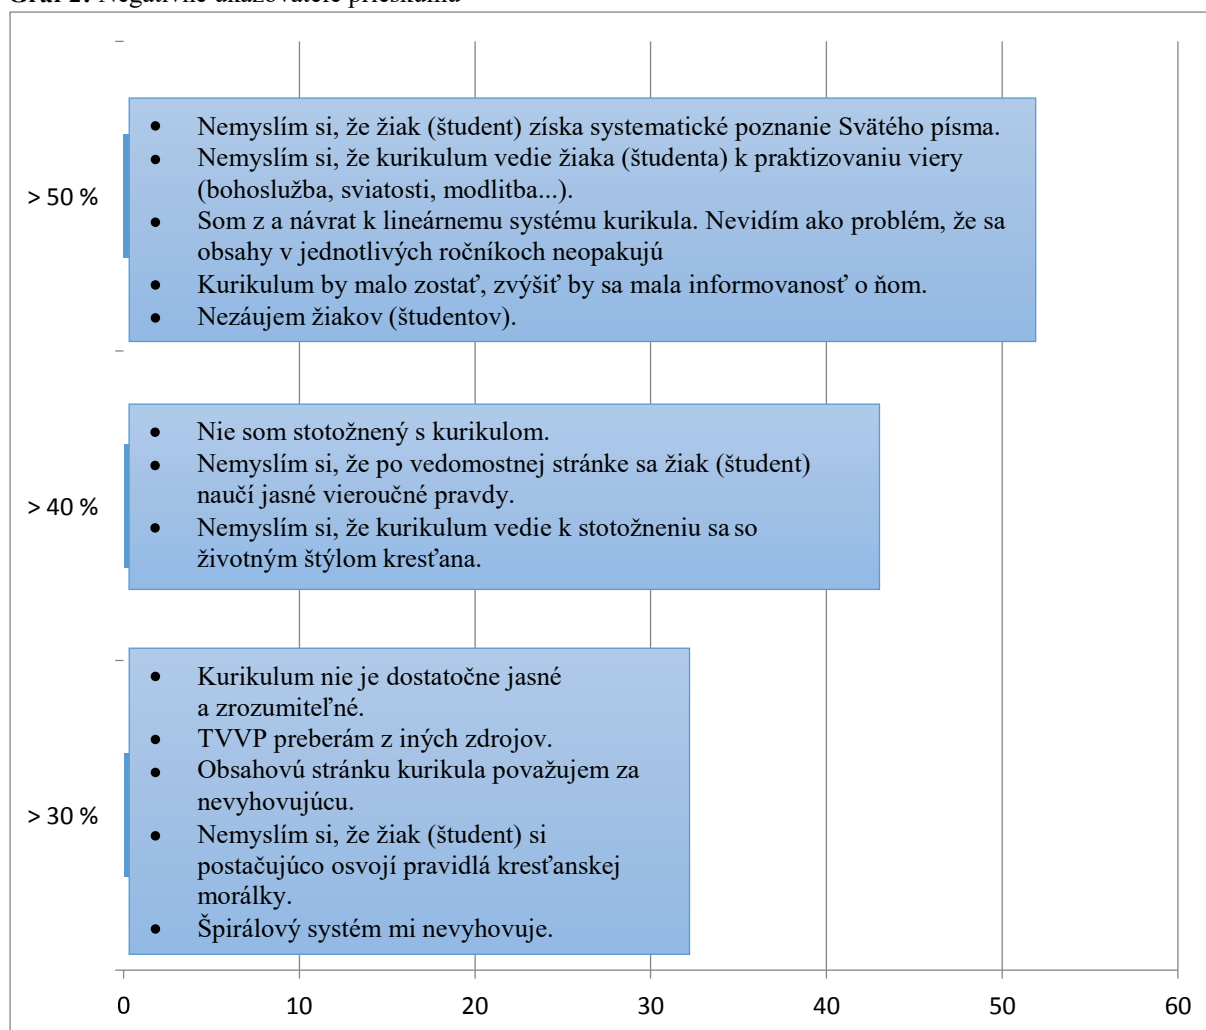 Graf 2: Negatívne ukazovatele prieskumu
> 50 %
• Nemyslím si, že žiak (študent) získa systematické poznanie Svätého písma.
• Nemyslím si, že kurikulum vedie žiaka (študenta) k praktizovaniu viery
(bohoslužba, sviatosti, modlitba...).
• Som z a návrat k lineárnemu systému kurikula. Nevidím ako problém, že sa
obsahy v jednotlivých ročníkoch neopakujú
• Kurikulum by malo zostať, zvýšiť by sa mala informovanosť o ňom.
• Nezáujem žiakov (študentov).
> 40 %
• Nie som stotožnený s kurikulom.
• Nemyslím si, že po vedomostnej stránke sa žiak (študent)
naučí jasné vieroučné pravdy.
• Nemyslím si, že kurikulum vedie k stotožneniu sa so
životným štýlom kresťana.
> 30 %
• Kurikulum nie je dostatočne jasné
a zrozumiteľné.
• TVVP preberám z iných zdrojov.
• Obsahovú stránku kurikula považujem za
nevyhovujúcu.
• Nemyslím si, že žiak (študent) si
postačujúco osvojí pravidlá kresťanskej
morálky.
• Špirálový systém mi nevyhovuje.
0 10 20 30 40 50 60